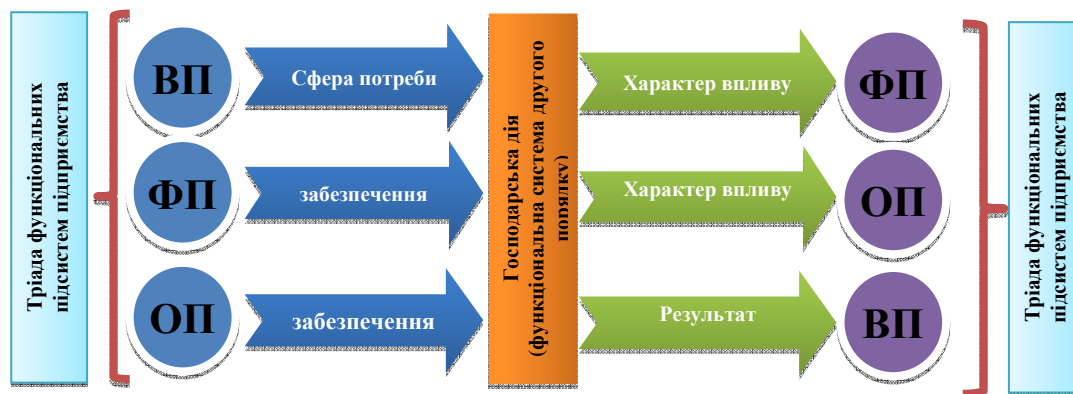 Тріада функціональних
підсистем підприємства
ВП
Сфера потреби
ФП
забезпечення
ОП
забезпечення
Господарська дія
(функціональна система другого
порядку)
Характер впливу
ФП
Характер впливу
ОП
Результат
ВП
Тріада функціональних
підсистем підприємства